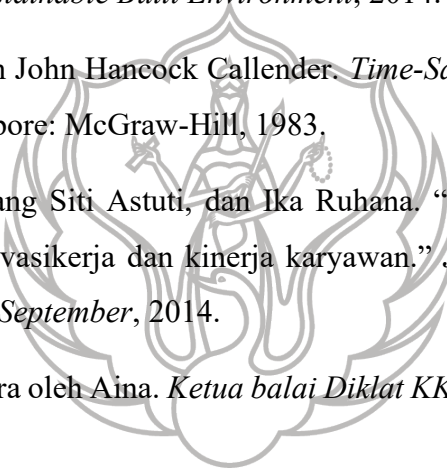 tainable Built Environment, 2014.
n John Hancock Callender. Time-Sa
pore: McGraw-Hill, 1983.
ang Siti Astuti, dan Ika Ruhana. “
vasikerja dan kinerja karyawan.” J
September, 2014.
ra oleh Aina. Ketua balai Diklat KK